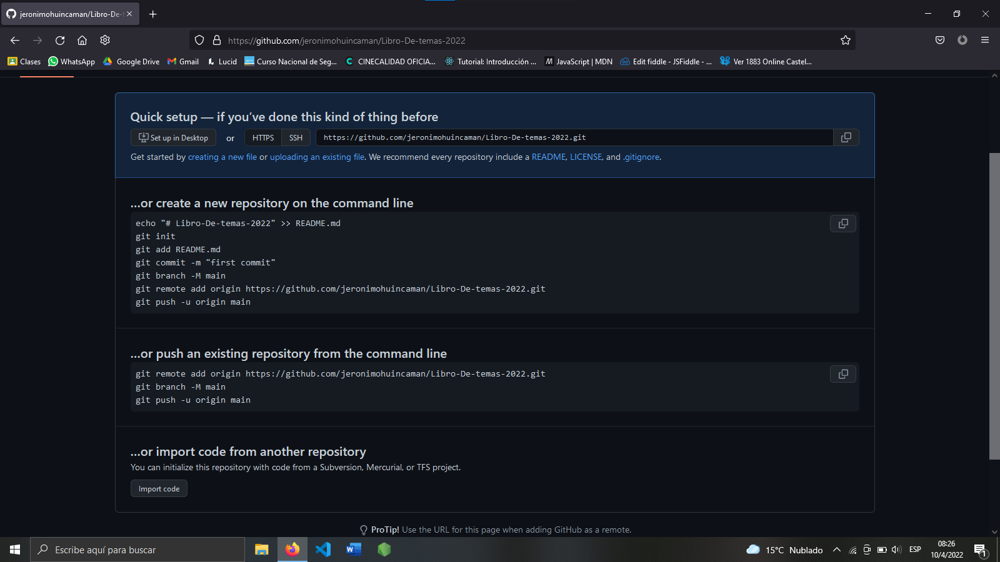 jeronimohuincaman/Libro-De-t
https://github.com/jeronimohuincaman/Libro-De-temas-2022
Clases
WhatsApp
Google Drive
Gmail
Lucid
Curso Nacional de Seg...
CINECALIDAD OFICIA...
Tutorial: Introducción ...
JavaScript | MDN
Edit fiddle - JSFiddle - ...
Ver 1883 Online Castel...
Quick setup — if you’ve done this kind of thing before
Set up in Desktop
or
HTTPS
SSH
https://github.com/jeronimohuincaman/Libro-De-temas-2022.git
Get started by creating a new file or uploading an existing file. We recommend every repository include a README, LICENSE, and .gitignore.
…or create a new repository on the command line
echo "# Libro-De-temas-2022" >> README.md
git init
git add README.md
git commit -m "first commit"
git branch -M main
git remote add origin https://github.com/jeronimohuincaman/Libro-De-temas-2022.git
git push -u origin main
…or push an existing repository from the command line
git remote add origin https://github.com/jeronimohuincaman/Libro-De-temas-2022.git
git branch -M main
git push -u origin main
…or import code from another repository
You can initialize this repository with code from a Subversion, Mercurial, or TFS project.
Import code
ProTip! Use the URL for this page when adding GitHub as a remote.
Escribe aquí para buscar
15°C Nublado
ESP
08:26
10/4/2022
1